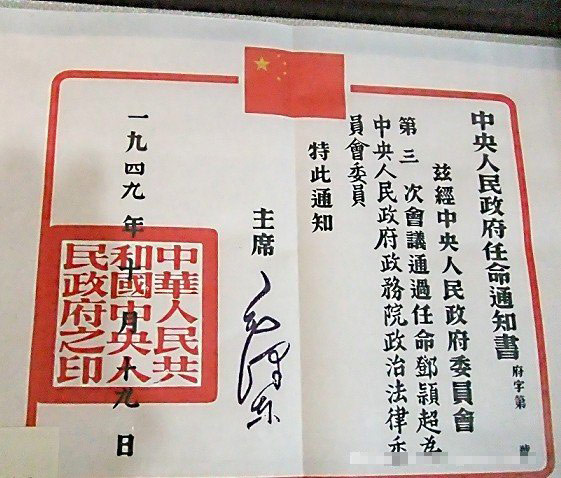 中央人民政府任命通知書
府字第 號
茲經中央人民政府委員會
第三次會議通過任命鄧穎超為
中央人民政府政務院政治法律委
員會委員
特此通知
主席 毛澤東
一九四九年十月十九日
中華人民共
和國中央人
民政府之印